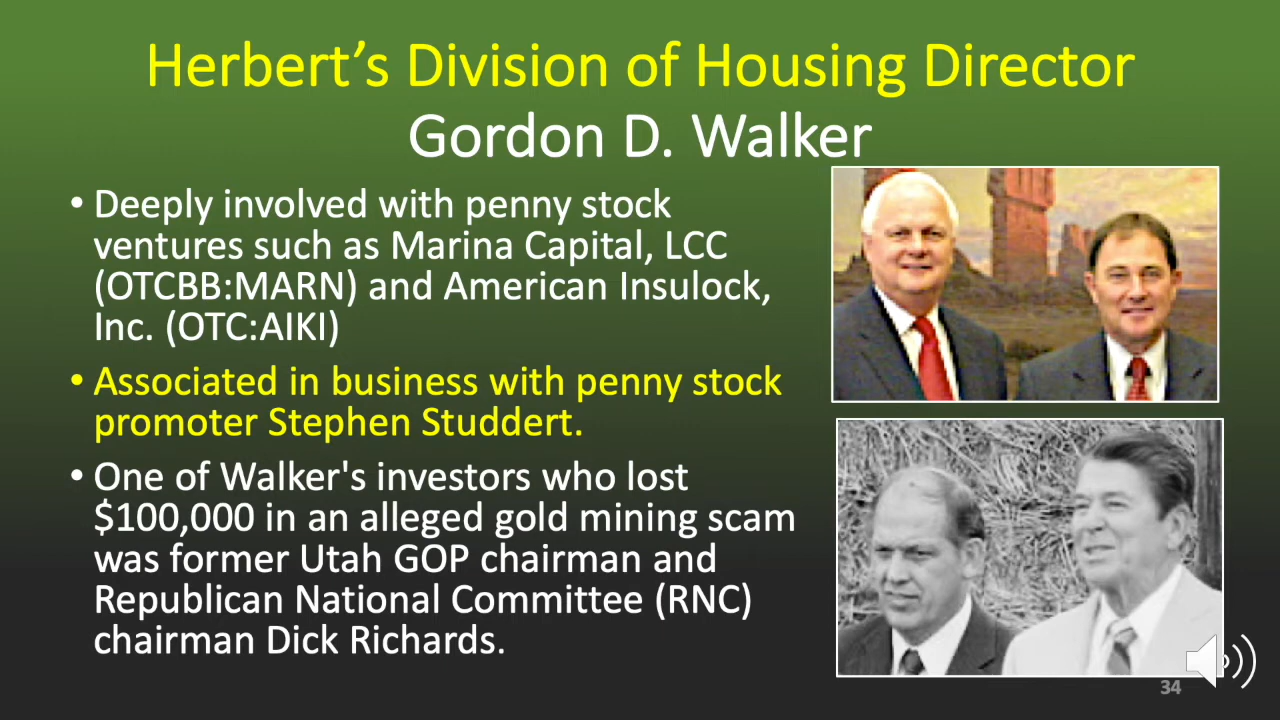 Herbert’s Division of Housing Director
Gordon D. Walker
• Deeply involved with penny stock
ventures such as Marina Capital, LCC
(OTCBB:MARN) and American Insulock,
Inc. (OTC:AIKI)
• Associated in business with penny stock
promoter Stephen Studdert.
• One of Walker's investors who lost
$100,000 in an alleged gold mining scam
was former Utah GOP chairman and
Republican National Committee (RNC)
chairman Dick Richards.
34